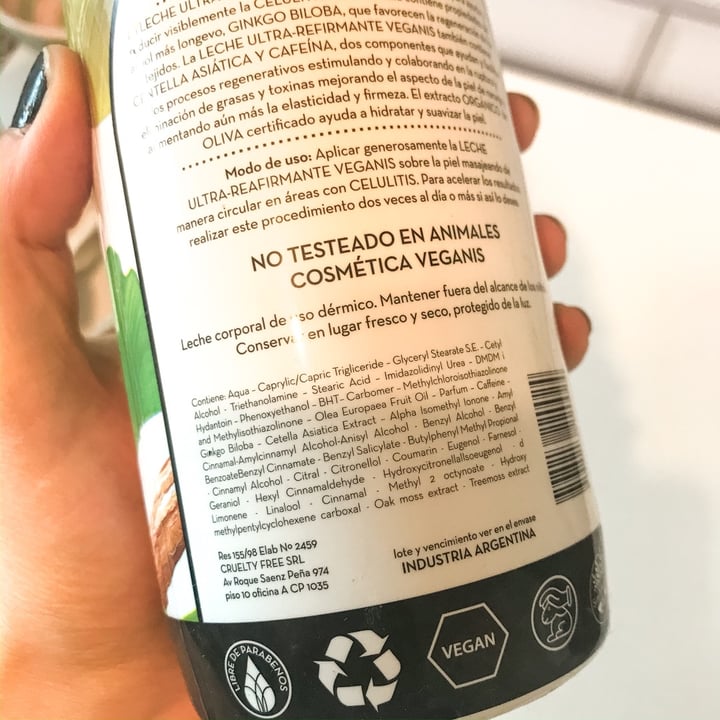 LECHE ULTRA
reducir visiblemente la CELULI contiene propiedades
más longevo, GINKGO BILOBA, que favorecen la regeneración
tejidos. La LECHE ULTRA-REFIRMANTE VEGANIS también
CENTELLA ASIÁTICA Y CAFEÍNA, dos componentes que ayudan
os procesos regenerativos estimulando y colaborando en la
eliminación de grasas y toxinas mejorando el aspecto de la piel
aumentando aún más la elasticidad y firmeza. El extracto ORGÁNICO
OLIVA certificado ayuda a hidratar y suavizar la piel.
Modo de uso: Aplicar generosamente la LECHE
ULTRA-REAFIRMANTE VEGANIS sobre la piel masajeando de
manera circular en áreas con CELULITIS. Para acelerar los resultados
realizar este procedimiento dos veces al día o más si así lo desea.
NO TESTEADO EN ANIMALES
COSMÉTICA VEGANIS
Leche corporal de uso dérmico. Mantener fuera del alcance de los niños
Conservar en lugar fresco y seco, protegido de la luz.
Contiene: Aqua - Caprylic/Capric Trigliceride - Glyceryl Stearate S.E. - Cetyl
Alcohol - Triethanolamine - Stearic Acid - Imidazolidinyl Urea - DMDM i
Hydantoin - Phenoxyethanol - BHT- Carbomer - Methylchloroisothiazolinone
and Methylisothiazolinone - Olea Europaea Fruit Oil - Parfum - Caffeine -
Ginkgo Biloba - Cetella Asiatica Extract - Alpha Isomethyl Ionone - Amyl
Cinnamal-Amylcinnamyl Alcohol-Anisyl Alcohol - Benzyl Alcohol - Benzyl
BenzoateBenzyl Cinnamate - Benzyl Salicylate - Butylphenyl Methyl Propional
- Cinnamyl Alcohol - Citral - Citronellol - Coumarin - Eugenol - Farnesol -
Geraniol - Hexyl Cinnamaldehyde - Hydroxycitronellallsoeugenol - d
Limonene - Linalool - Cinnamal - Methyl 2 octynoate - Hydroxy
methylpentylcyclohexene carboxal - Oak moss extract - Treemoss extract
Res 155/98 Elab Nº 2459
CRUELTY FREE SRL
Av Roque Saenz Peña 974
piso 10 oficina A CP 1035
lote y vencimiento ver en el envase
INDUSTRIA ARGENTINA
LIBRE DE PARABENOS
VEGAN